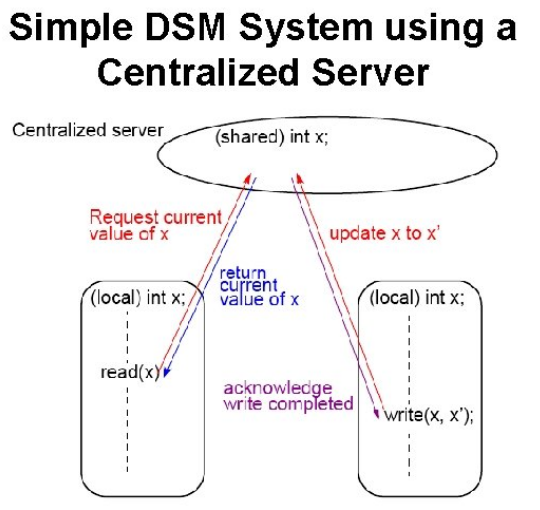 Simple DSM System using a
Centralized Server
Centralized server
(shared) int x;
Request current
value of x
update x to x'
return
current
value of x
(local) int x;
(local) int x;
read(x)
acknowledge
write completed
write(x, x');